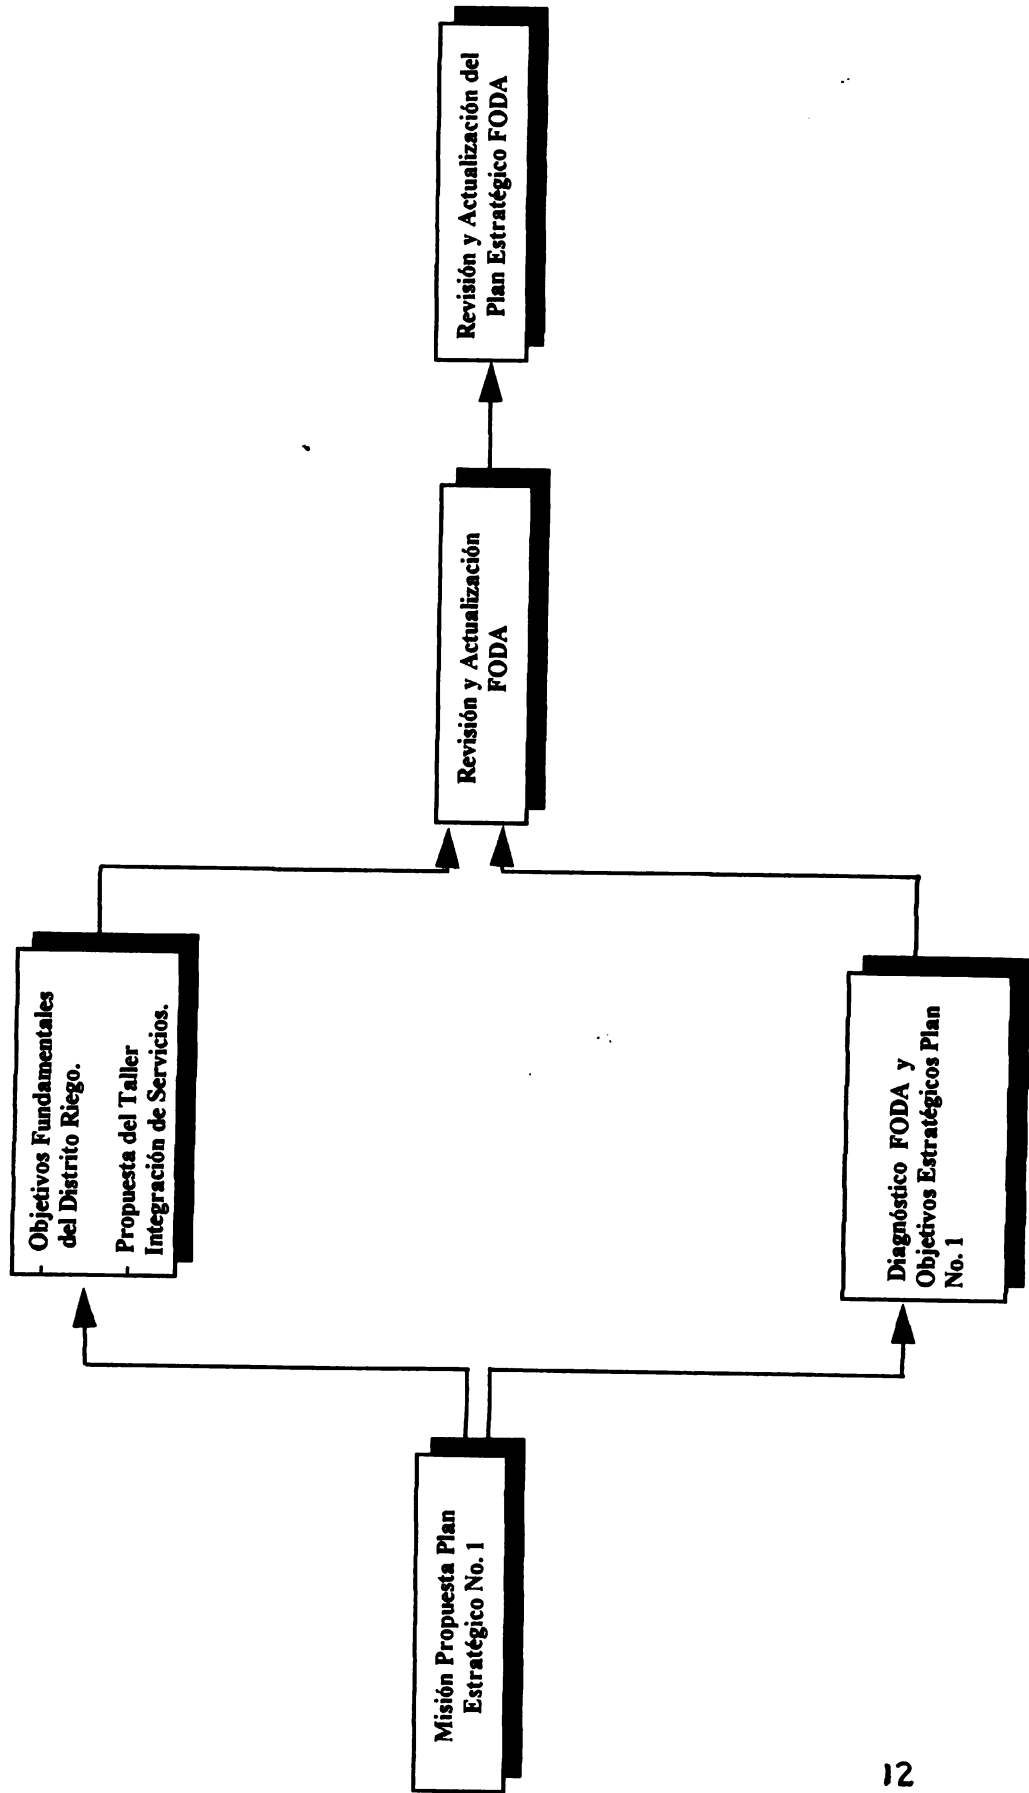 Misión Propuesta Plan
Estratégico No. 1
- Objetivos Fundamentales
del Distrito Riego.
- Propuesta del Taller
Integración de Servicios.
Diagnóstico FODA y
Objetivos Estratégicos Plan
No. 1
Revisión y Actualización
FODA
Revisión y Actualización del
Plan Estratégico FODA
12